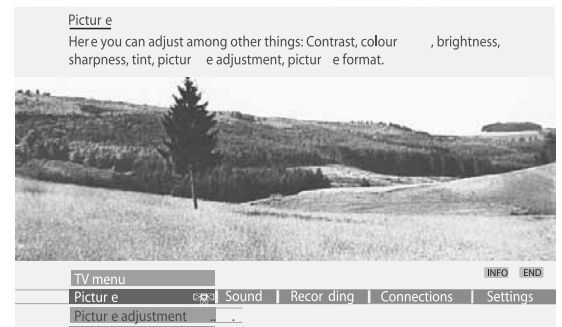 Pictur e
Her e you can adjust among other things: Contrast, colour , brightness,
sharpness, tint, pictur e adjustment, pictur e format.
INFO END
TV menu
Pictur e Sound Recor ding Connections Settings
Pictur e adjustment ... .